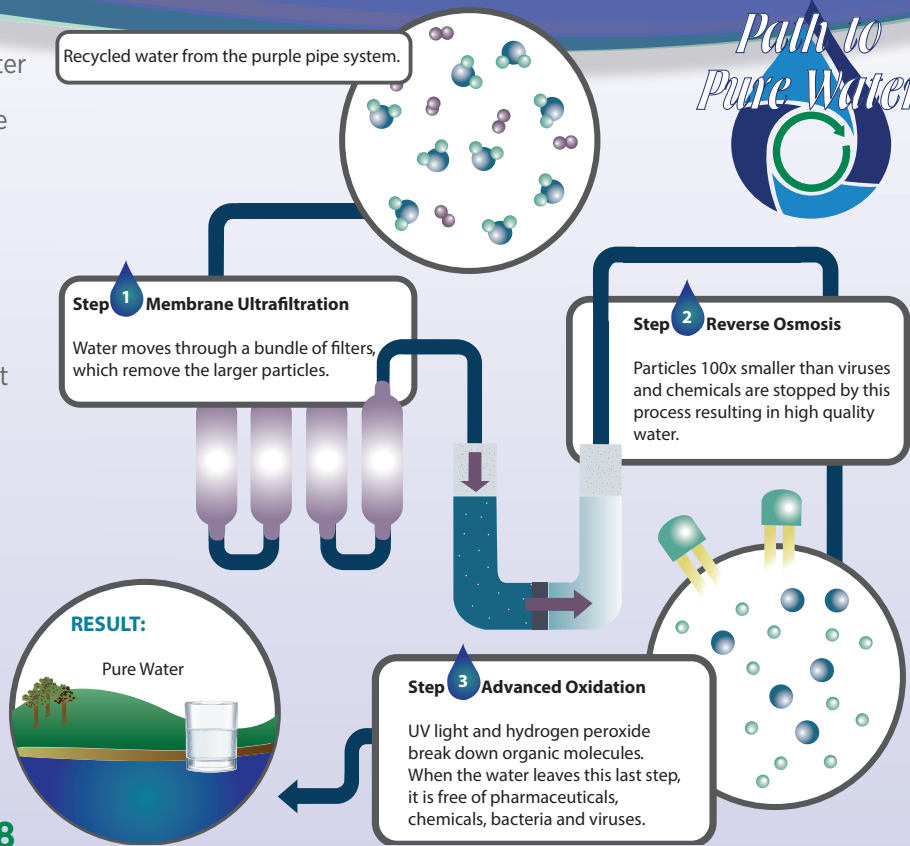 Path to
Pure Water
ter
e
t
8
Recycled water from the purple pipe system.
Step 1 Membrane Ultrafiltration
Water moves through a bundle of filters,
which remove the larger particles.
Step 2 Reverse Osmosis
Particles 100x smaller than viruses
and chemicals are stopped by this
process resulting in high quality
water.
Step 3 Advanced Oxidation
UV light and hydrogen peroxide
break down organic molecules.
When the water leaves this last step,
it is free of pharmaceuticals,
chemicals, bacteria and viruses.
RESULT:
Pure Water